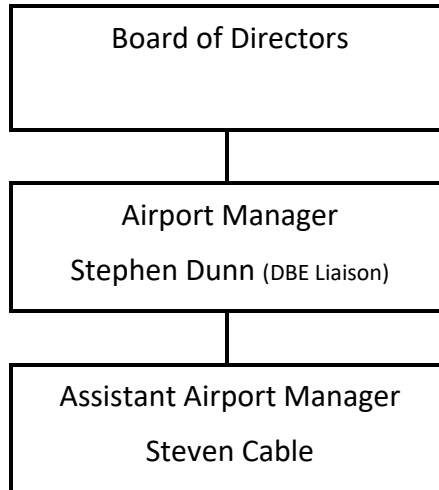 Board of Directors
Airport Manager
Stephen Dunn (DBE Liaison)
Assistant Airport Manager
Steven Cable